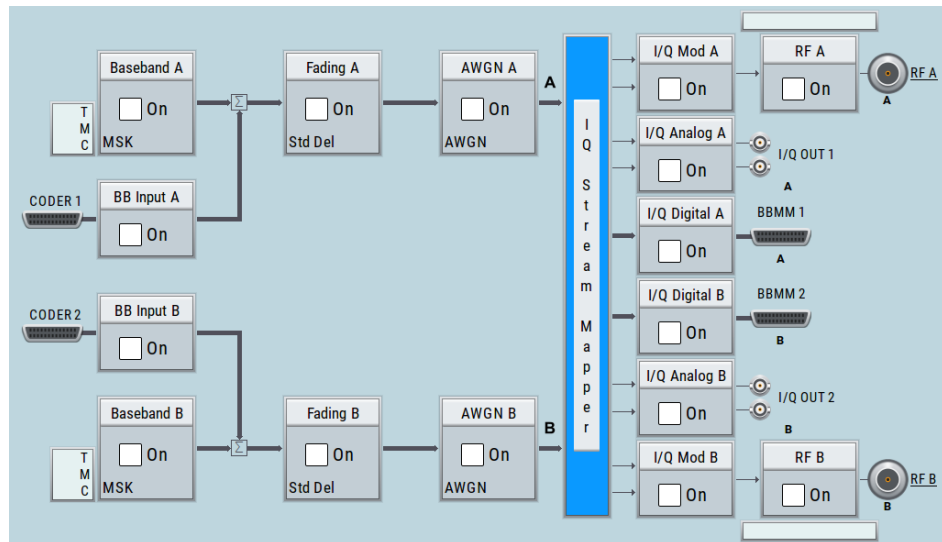 Baseband A
On
T
M
C
MSK
Σ
Fading A
On
Std Del
AWGN A
On
AWGN
A
CODER 1
BB Input A
On
CODER 2
BB Input B
On
Baseband B
On
T
M
C
MSK
Σ
Fading B
On
Std Del
AWGN B
On
AWGN
B
I
Q
S
t
r
e
a
m
M
a
p
p
e
r
I/Q Mod A
On
RF A
On
RF A
A
I/Q Analog A
On
I/Q OUT 1
A
I/Q Digital A
On
BBMM 1
A
I/Q Digital B
On
BBMM 2
B
I/Q Analog B
On
I/Q OUT 2
B
I/Q Mod B
On
RF B
On
RF B
B